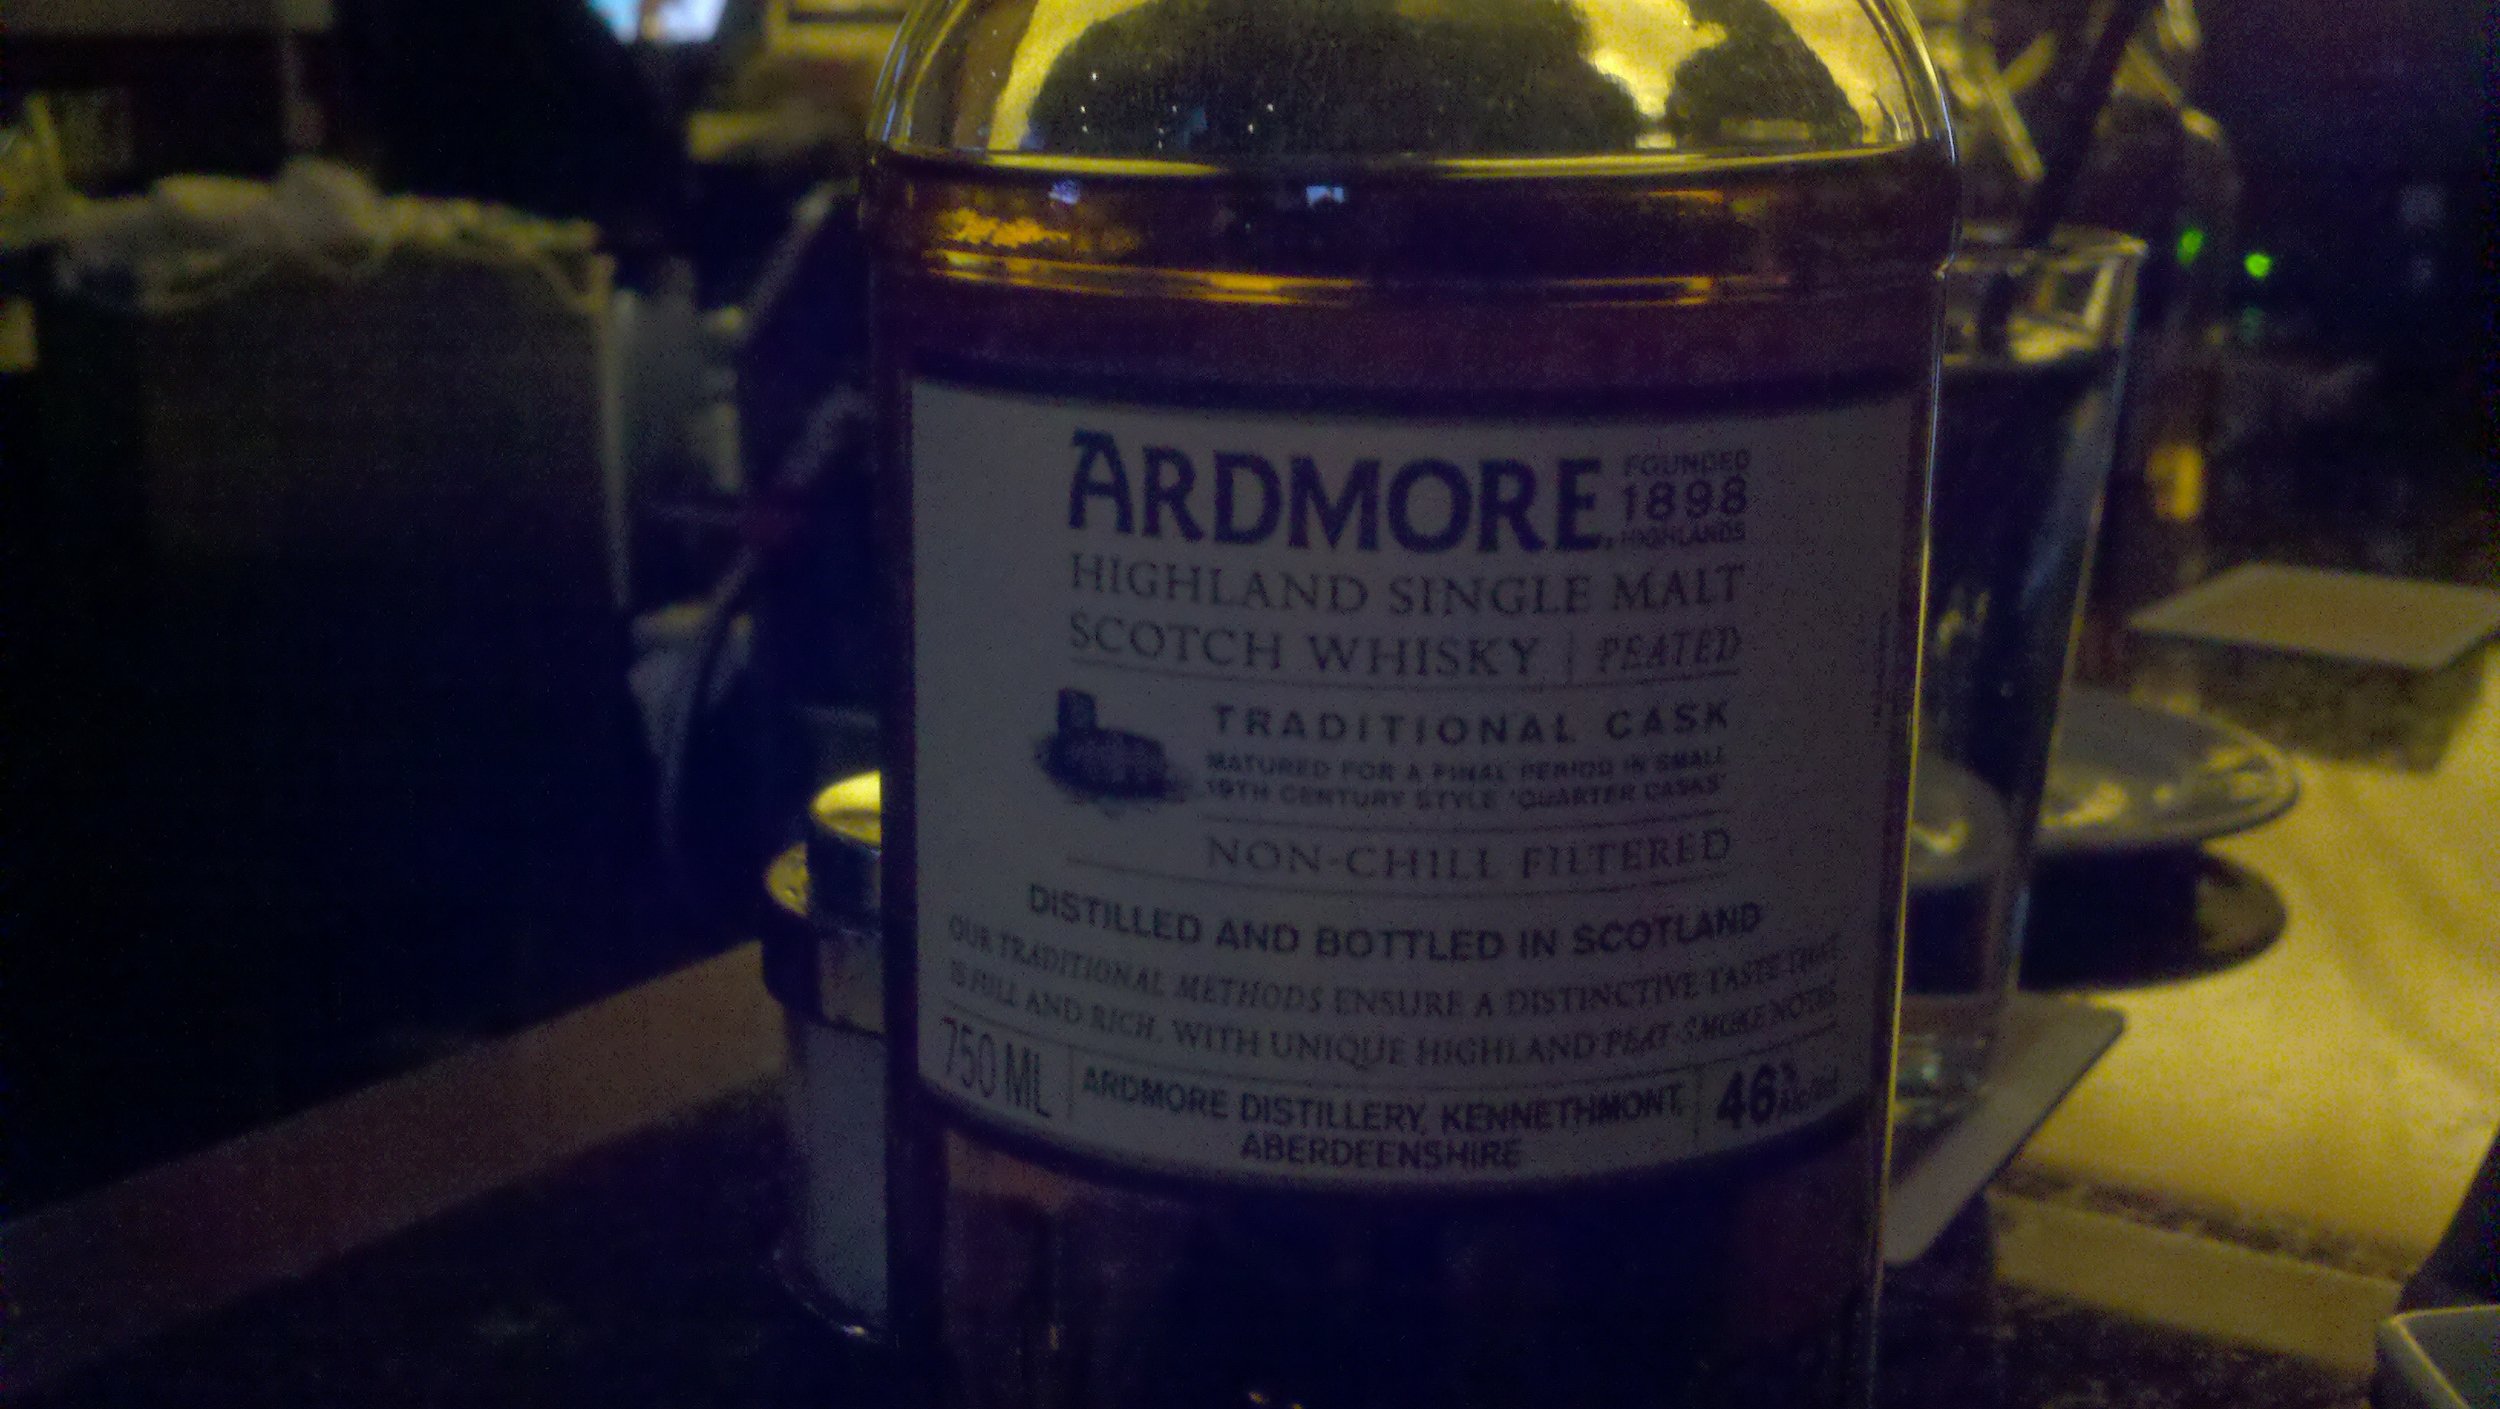 ARDMORE.
FOUNDED
1898
HIGHLANDS
HIGHLAND SINGLE MALT
SCOTCH WHISKY | PEATED
TRADITIONAL CASK
MATURED FOR A FINAL PERIOD IN SMALL
19TH CENTURY STYLE 'QUARTER CASKS'
NON-CHILL FILTERED
DISTILLED AND BOTTLED IN SCOTLAND
OUR TRADITIONAL METHODS ENSURE A DISTINCTIVE TASTE THAT
IS FULL AND RICH, WITH UNIQUE HIGHLAND PEAT-SMOKE NOTES
750 ML
ARDMORE DISTILLERY, KENNETHMONT,
ABERDEENSHIRE
46%